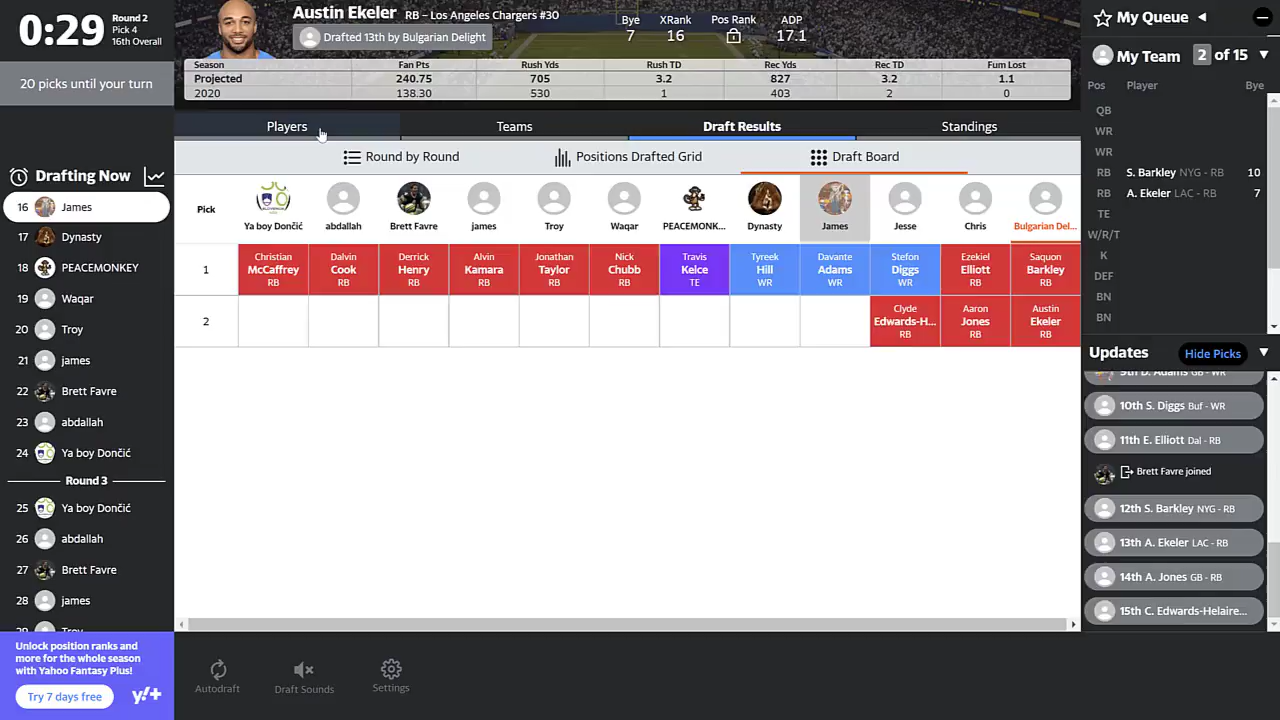 0:29
Round 2
Pick 4
16th Overall
20 picks until your turn
Drafting Now
16 James
17 Dynasty
18 PEACEMONKEY
19 Waqar
20 Troy
21 james
22 Brett Favre
23 abdallah
24 Ya boy Dončić
Round 3
25 Ya boy Dončić
26 abdallah
27 Brett Favre
28 james
29 Troy
Unlock position ranks and
more for the whole season
with Yahoo Fantasy Plus!
Try 7 days free
y!+
Austin Ekeler RB – Los Angeles Chargers #30
Drafted 13th by Bulgarian Delight
Bye XRank Pos Rank ADP
7 16 17.1
Season Fan Pts Rush Yds Rush TD Rec Yds Rec TD Fum Lost
Projected 240.75 705 3.2 827 3.2 1.1
2020 138.30 530 1 403 2 0
Players Teams Draft Results Standings
Round by Round Positions Drafted Grid Draft Board
Pick Ya boy Dončić abdallah Brett Favre james Troy Waqar PEACEMONK... Dynasty James Jesse Chris Bulgarian Del...
Christian Dalvin Derrick Alvin Jonathan Nick Travis Tyreek Davante Stefon Ezekiel Saquon
1 McCaffrey Cook Henry Kamara Taylor Chubb Kelce Hill Adams Diggs Elliott Barkley
RB RB RB RB RB RB TE WR WR WR RB RB
Clyde Aaron Austin
2 Edwards-H... Jones Ekeler
RB RB RB
Autodraft Draft Sounds Settings
My Queue
My Team 2 of 15
Pos Player Bye
QB
WR
WR
RB S. Barkley NYG - RB 10
RB A. Ekeler LAC - RB 7
TE
W/R/T
K
DEF
BN
BN
Updates Hide Picks
9th D. Adams GB - WR
10th S. Diggs Buf - WR
11th E. Elliott Dal - RB
Brett Favre joined
12th S. Barkley NYG - RB
13th A. Ekeler LAC - RB
14th A. Jones GB - RB
15th C. Edwards-Helaire...